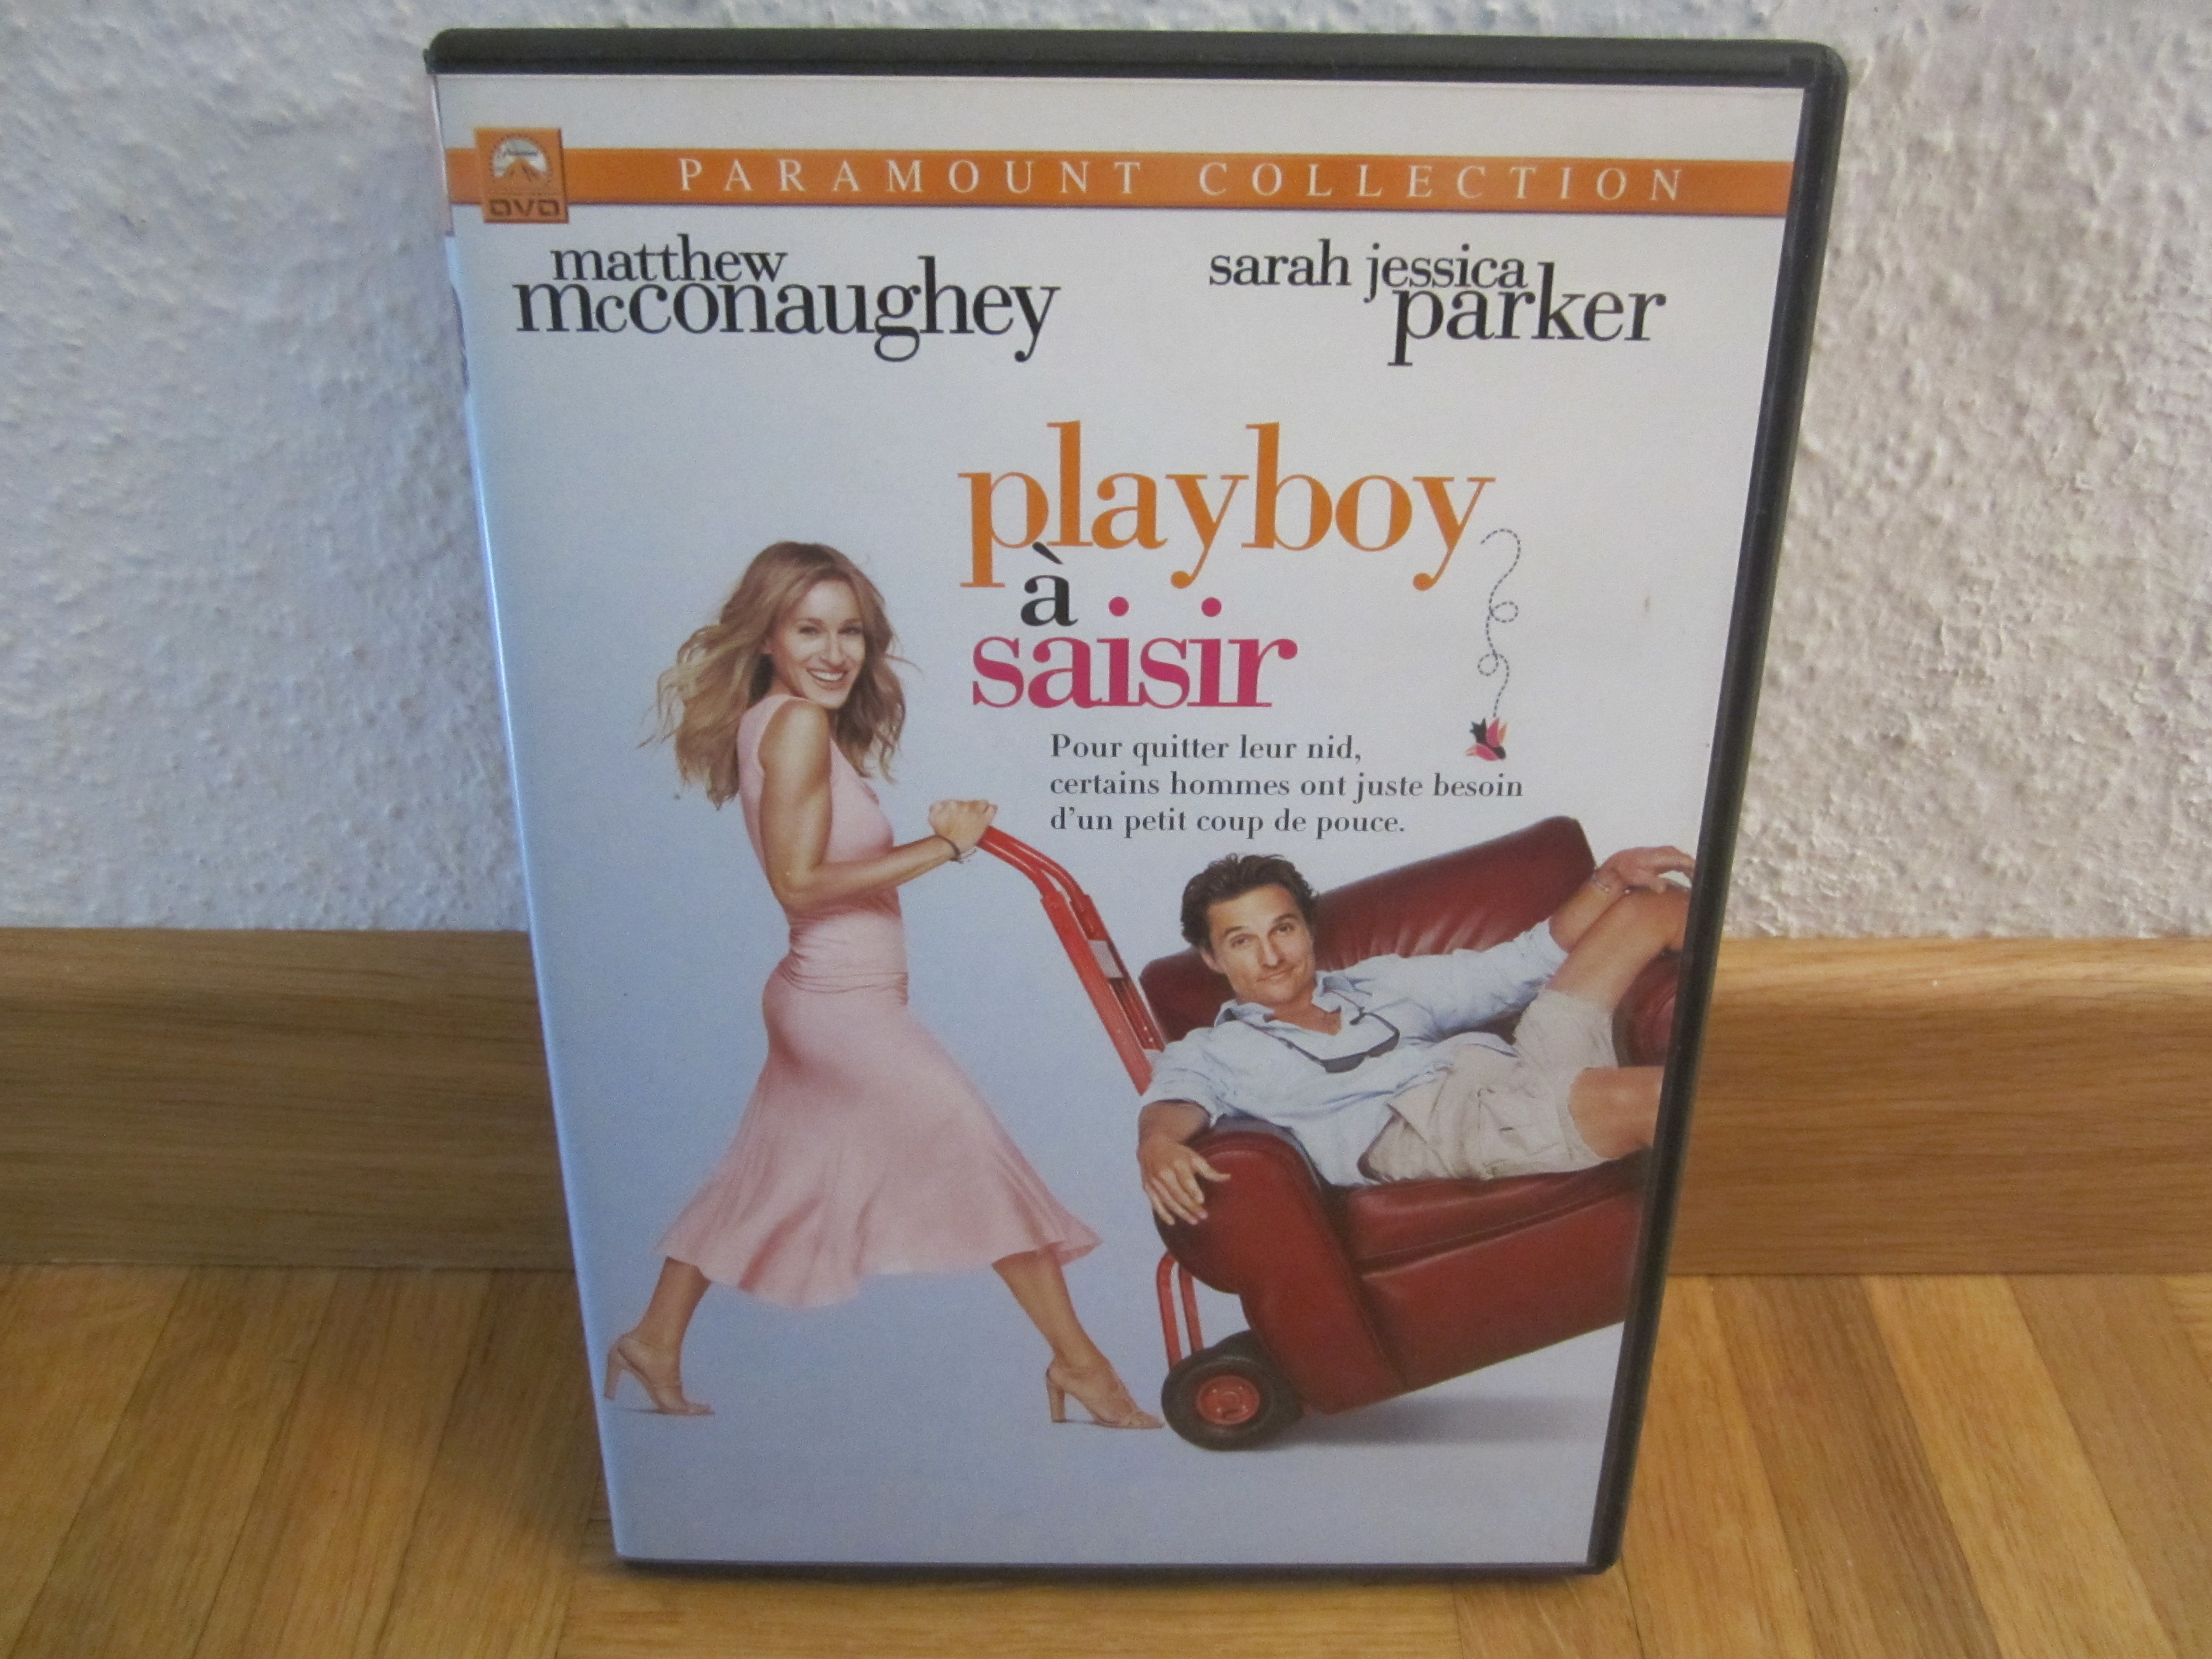 PARAMOUNT COLLECTION
Paramount
DVD
matthew
mcconaughey
sarah jessica
parker
playboy
à
saisir
Pour quitter leur nid,
certains hommes ont juste besoin
d'un petit coup de pouce.